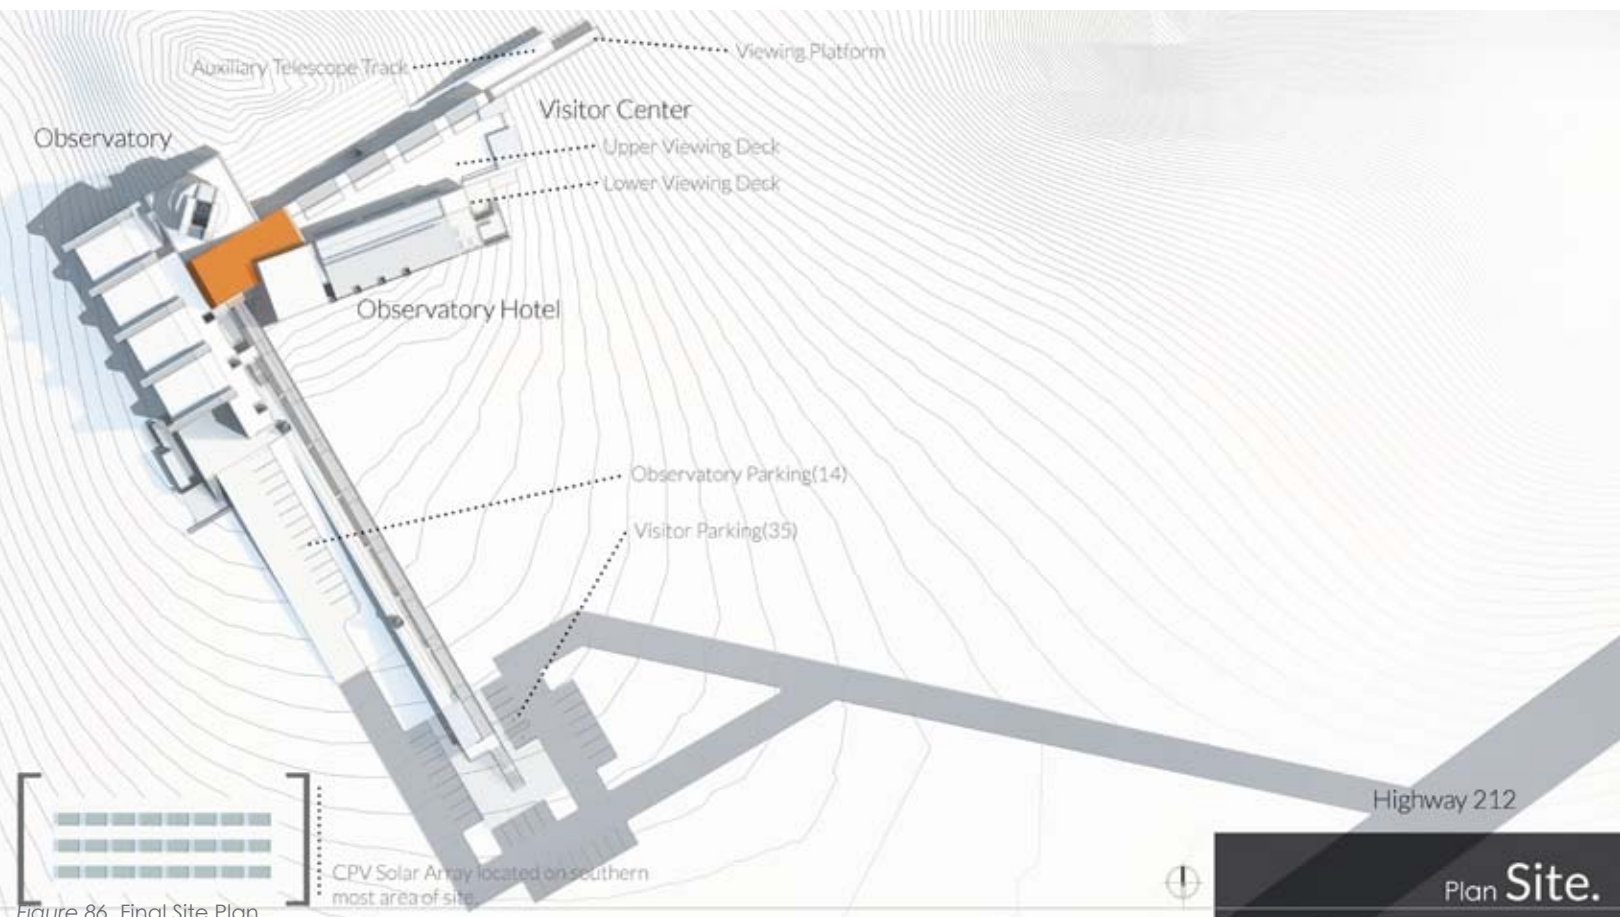 Viewing Platform
Auxiliary Telescope Track
Visitor Center
Observatory
Upper Viewing Deck
Lower Viewing Deck
Observatory Hotel
Observatory Parking(14)
Visitor Parking(35)
Highway 212
CPV Solar Array located on southern
most area of site.
Plan Site.
Figure 86. Final Site Plan